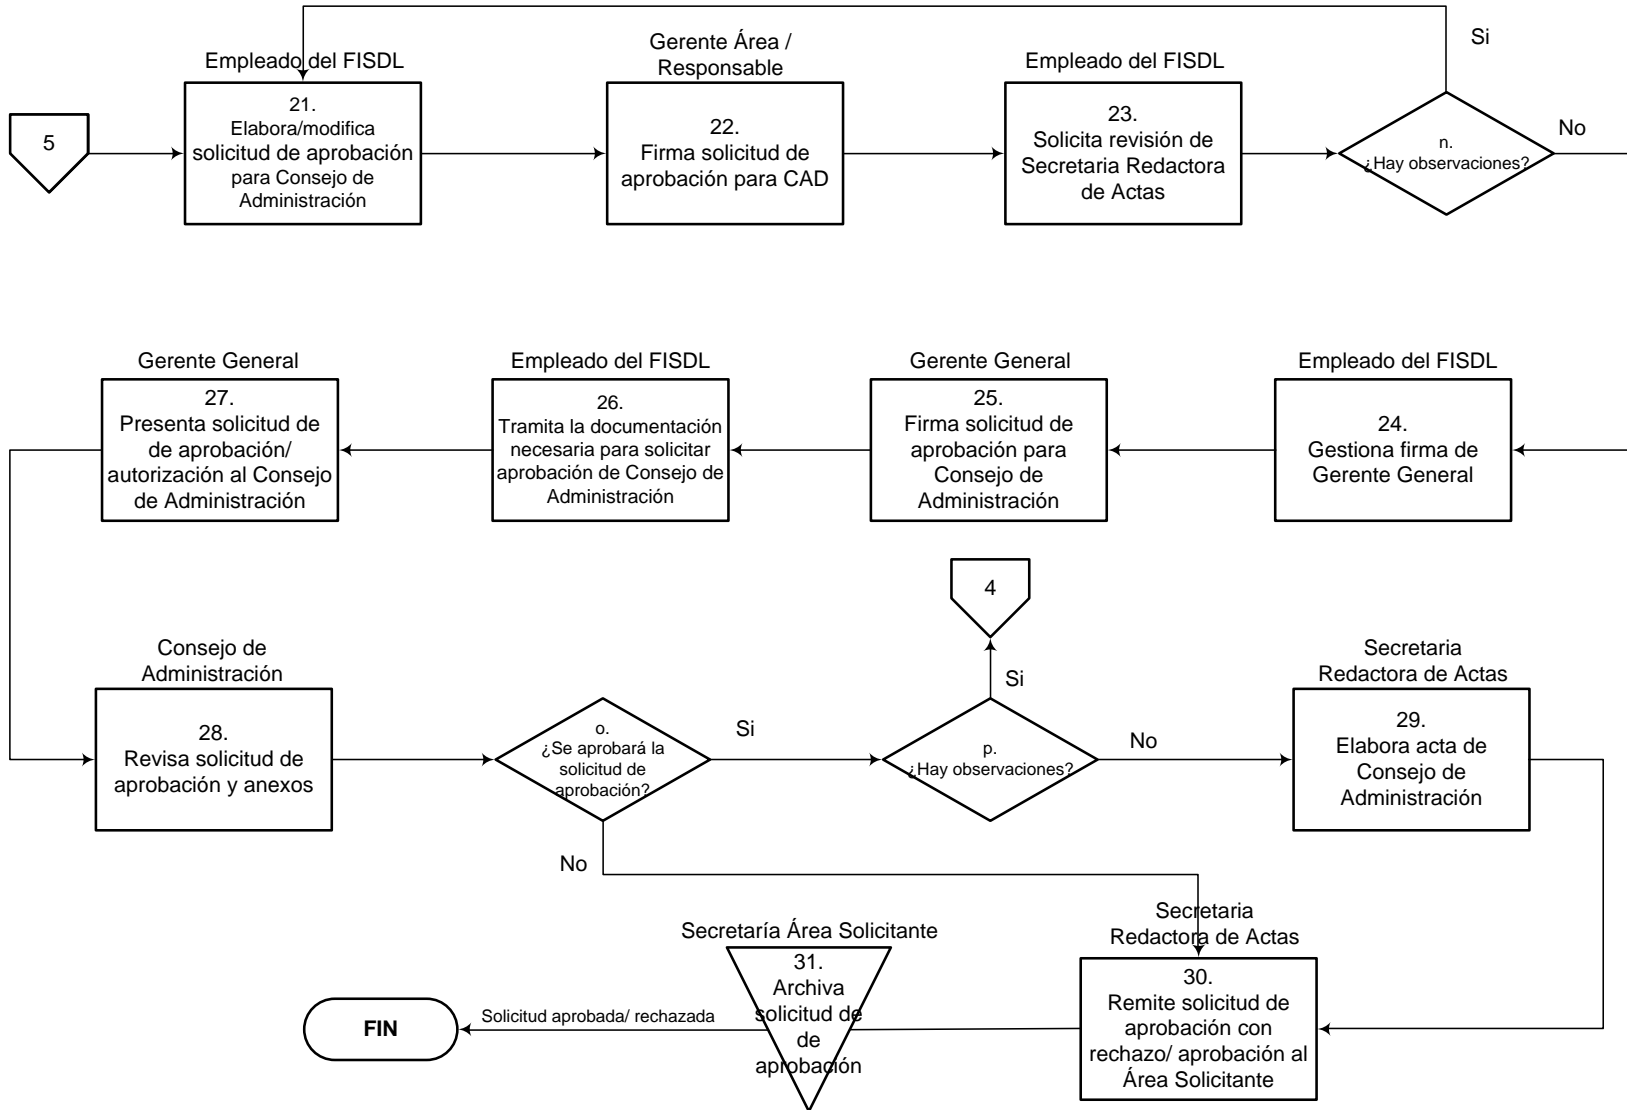 Si
Empleado del FISDL
Gerente Área /
Responsable
Empleado del FISDL
5
21.
Elabora/modifica
solicitud de aprobación
para Consejo de
Administración
22.
Firma solicitud de
aprobación para CAD
23.
Solicita revisión de
Secretaria Redactora
de Actas
n.
¿Hay observaciones?
No
Gerente General
Empleado del FISDL
Gerente General
Empleado del FISDL
27.
Presenta solicitud de
de aprobación/
autorización al Consejo
de Administración
26.
Tramita la documentación
necesaria para solicitar
aprobación de Consejo de
Administración
25.
Firma solicitud de
aprobación para
Consejo de
Administración
24.
Gestiona firma de
Gerente General
4
Consejo de
Administración
Si
Secretaria
Redactora de Actas
28.
Revisa solicitud de
aprobación y anexos
o.
¿Se aprobará la
solicitud de
aprobación?
Si
p.
¿Hay observaciones?
No
29.
Elabora acta de
Consejo de
Administración
No
Secretaría Área Solicitante
Secretaria
Redactora de Actas
FIN
Solicitud aprobada/ rechazada
31.
Archiva
solicitud de
de
aprobación
30.
Remite solicitud de
aprobación con
rechazo/ aprobación al
Área Solicitante